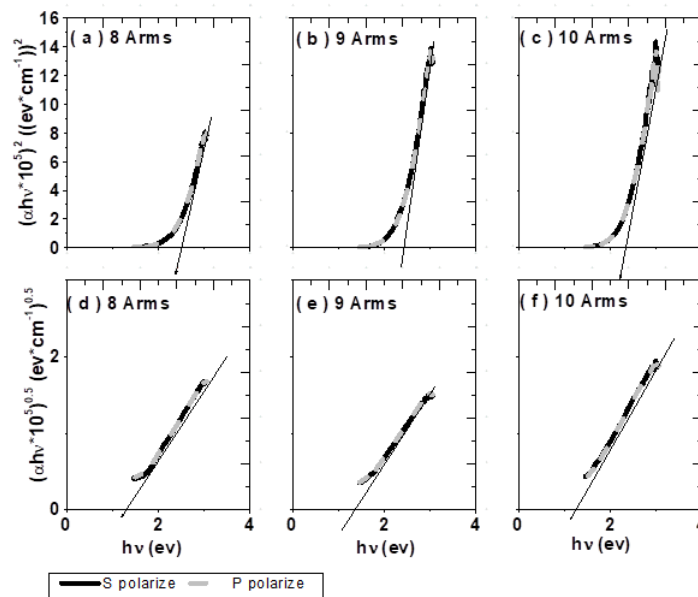 16
14
12
10
8
6
4
2
0
(αhν*10⁵)² ((ev*cm⁻¹))²
( a ) 8 Arms
( b ) 9 Arms
( c ) 10 Arms
2
0
(αhν*10⁵)⁰·⁵ (ev*cm⁻¹)⁰·⁵
( d ) 8 Arms
( e ) 9 Arms
( f ) 10 Arms
0 2 4
2 4
0 2 4
hν (ev)
hν (ev)
hν (ev)
S polarize P polarize